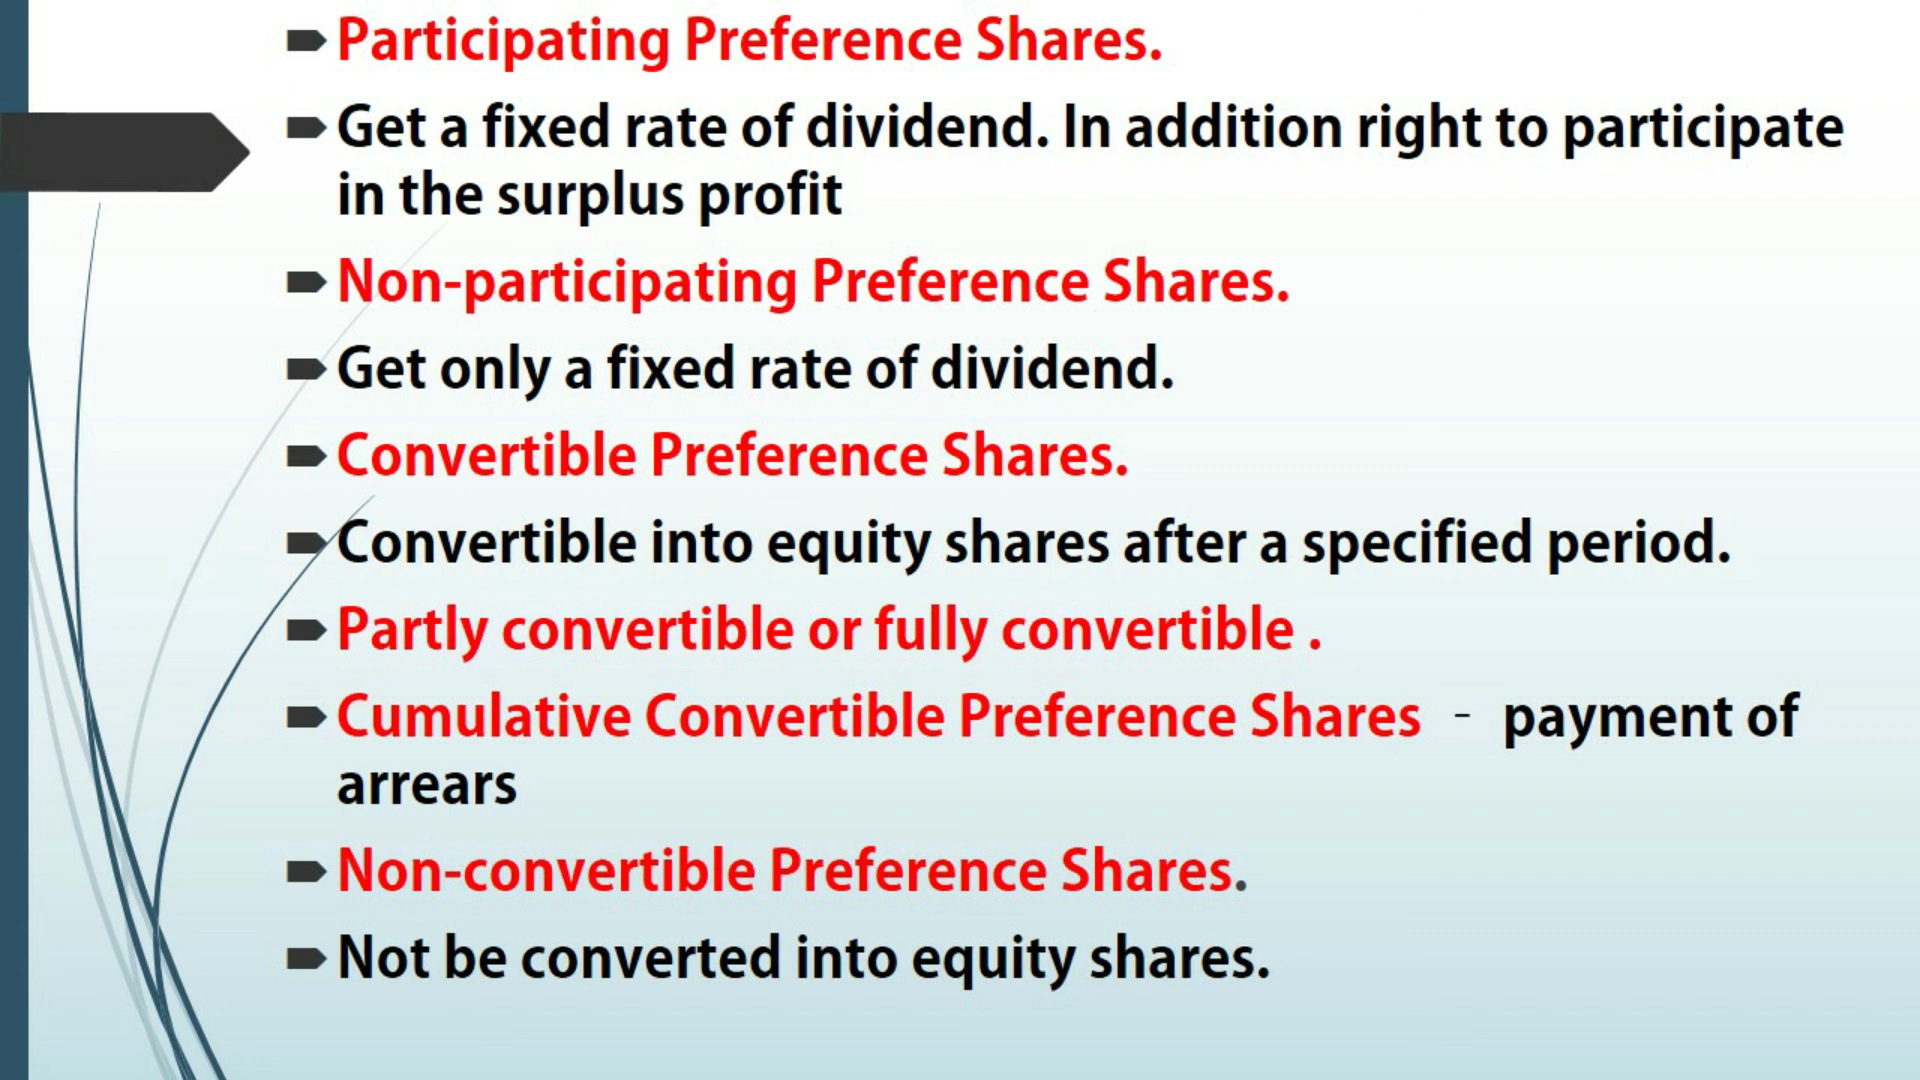 Participating Preference Shares.
Get a fixed rate of dividend. In addition right to participate
in the surplus profit
Non-participating Preference Shares.
Get only a fixed rate of dividend.
Convertible Preference Shares.
Convertible into equity shares after a specified period.
Partly convertible or fully convertible .
Cumulative Convertible Preference Shares - payment of
arrears
Non-convertible Preference Shares.
Not be converted into equity shares.